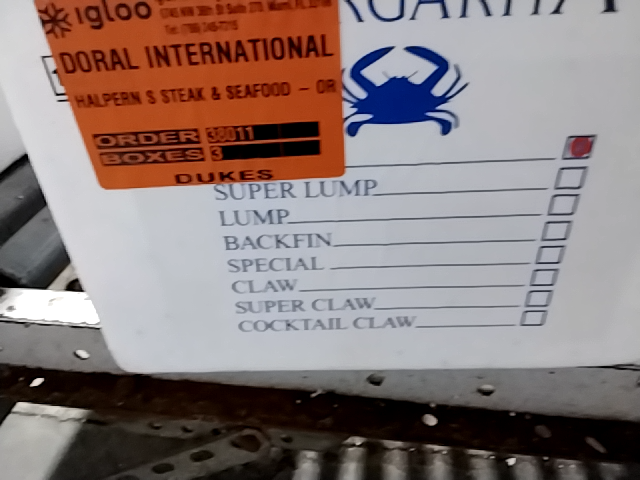 igloo
DORAL INTERNATIONAL
HALPERN S STEAK & SEAFOOD - OR
ORDER 38011
BOXES 3
DUKES
SUPER LUMP
LUMP
BACKFIN
SPECIAL
CLAW
SUPER CLAW
COCKTAIL CLAW